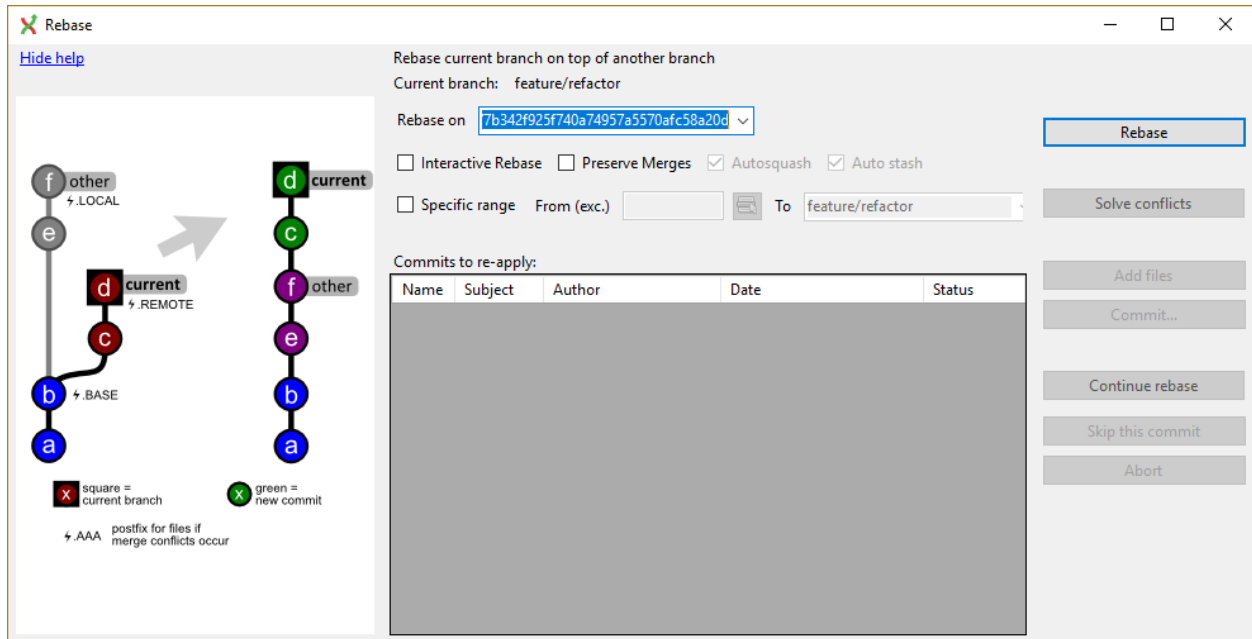 Rebase
Hide help
Rebase current branch on top of another branch
Current branch: feature/refactor
Rebase on 7b342f925f740a74957a5570afc58a20d
Rebase
Interactive Rebase Preserve Merges Autosquash Auto stash
Specific range From (exc.) To feature/refactor
Solve conflicts
Commits to re-apply:
Name Subject Author Date Status
Add files
Commit...
Continue rebase
Skip this commit
Abort
f other
⚡.LOCAL
e
d current
⚡.REMOTE
c
b ⚡.BASE
a
d current
c
f other
e
b
a
x square =
current branch
x green =
new commit
⚡.AAA postfix for files if
merge conflicts occur